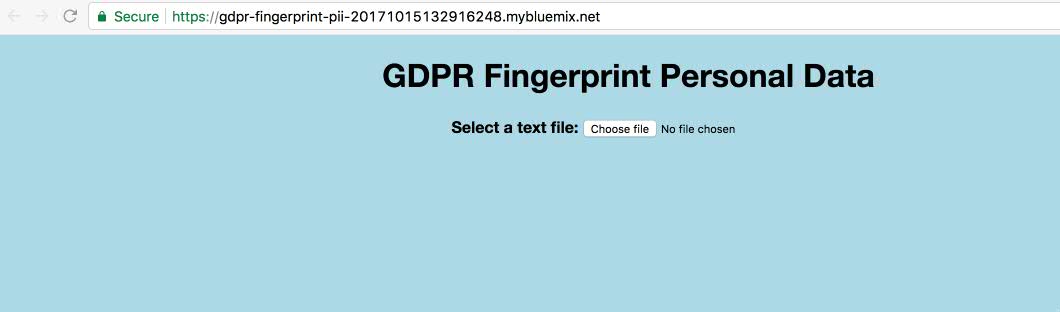 Secure https://gdpr-fingerprint-pii-20171015132916248.mybluemix.net
GDPR Fingerprint Personal Data
Select a text file: Choose file No file chosen